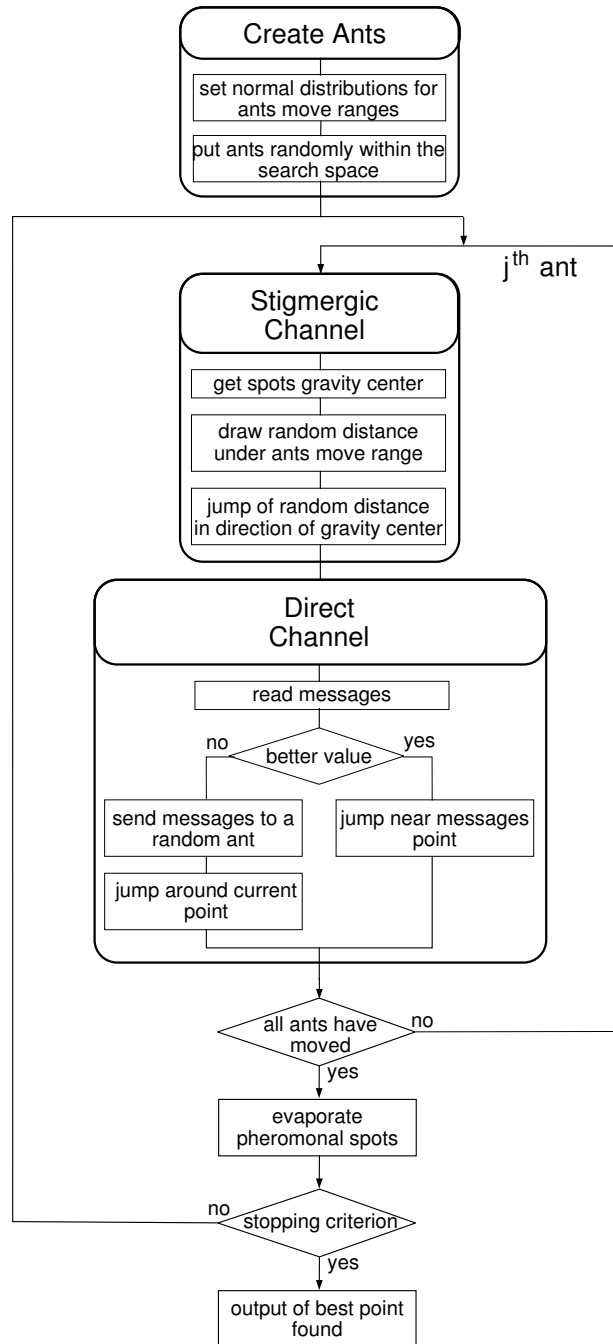 Create Ants
set normal distributions for
ants move ranges
put ants randomly within the
search space
jth ant
Stigmergic
Channel
get spots gravity center
draw random distance
under ants move range
jump of random distance
in direction of gravity center
Direct
Channel
read messages
no
yes
better value
send messages to a
random ant
jump near messages
point
jump around current
point
all ants have
moved
no
yes
evaporate
pheromonal spots
no
stopping criterion
yes
output of best point
found